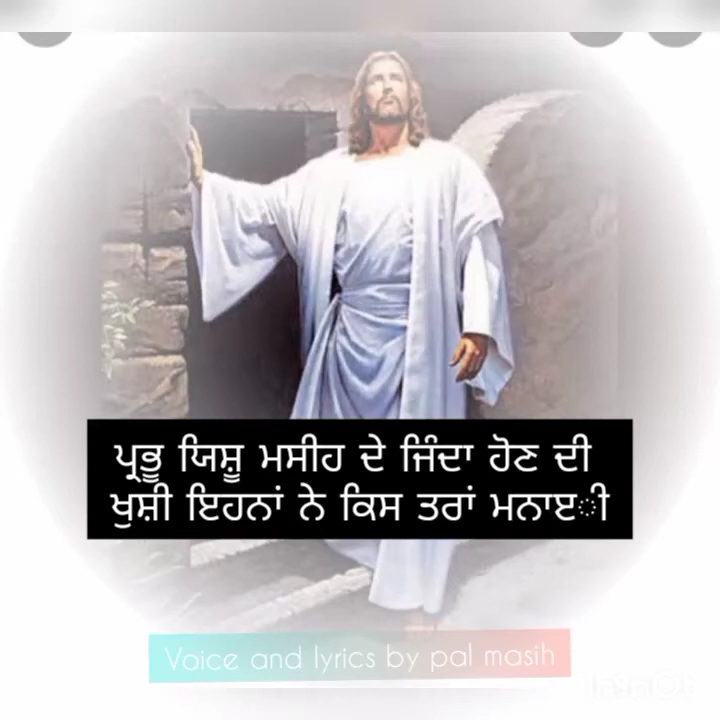 ਪ੍ਰਭੂ ਯਿਸ਼ੂ ਮਸੀਹ ਦੇ ਜਿੰਦਾ ਹੋਣ ਦੀ
ਖੁਸ਼ੀ ਇਹਨਾਂ ਨੇ ਕਿਸ ਤਰਾਂ ਮਨਾਏੀ
Voice and lyrics by pal masih